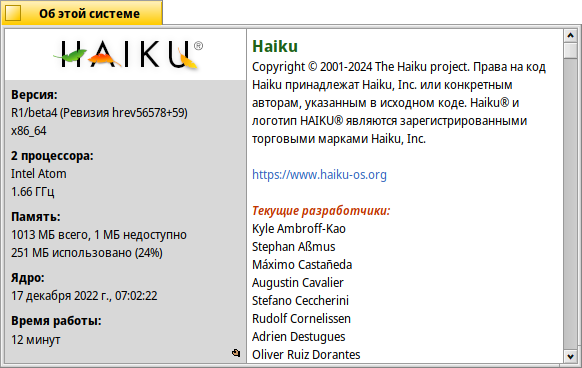 Об этой системе
HAIKU®
Версия:
R1/beta4 (Ревизия hrev56578+59)
x86_64
2 процессора:
Intel Atom
1.66 ГГц
Память:
1013 МБ всего, 1 МБ недоступно
251 МБ использовано (24%)
Ядро:
17 декабря 2022 г., 07:02:22
Время работы:
12 минут
Haiku
Copyright © 2001-2024 The Haiku project. Права на код
Haiku принадлежат Haiku, Inc. или конкретным
авторам, указанным в исходном коде. Haiku® и
логотип HAIKU® являются зарегистрированными
торговыми марками Haiku, Inc.
https://www.haiku-os.org
Текущие разработчики:
Kyle Ambroff-Kao
Stephan Aßmus
Máximo Castañeda
Augustin Cavalier
Stefano Ceccherini
Rudolf Cornelissen
Adrien Destugues
Oliver Ruiz Dorantes